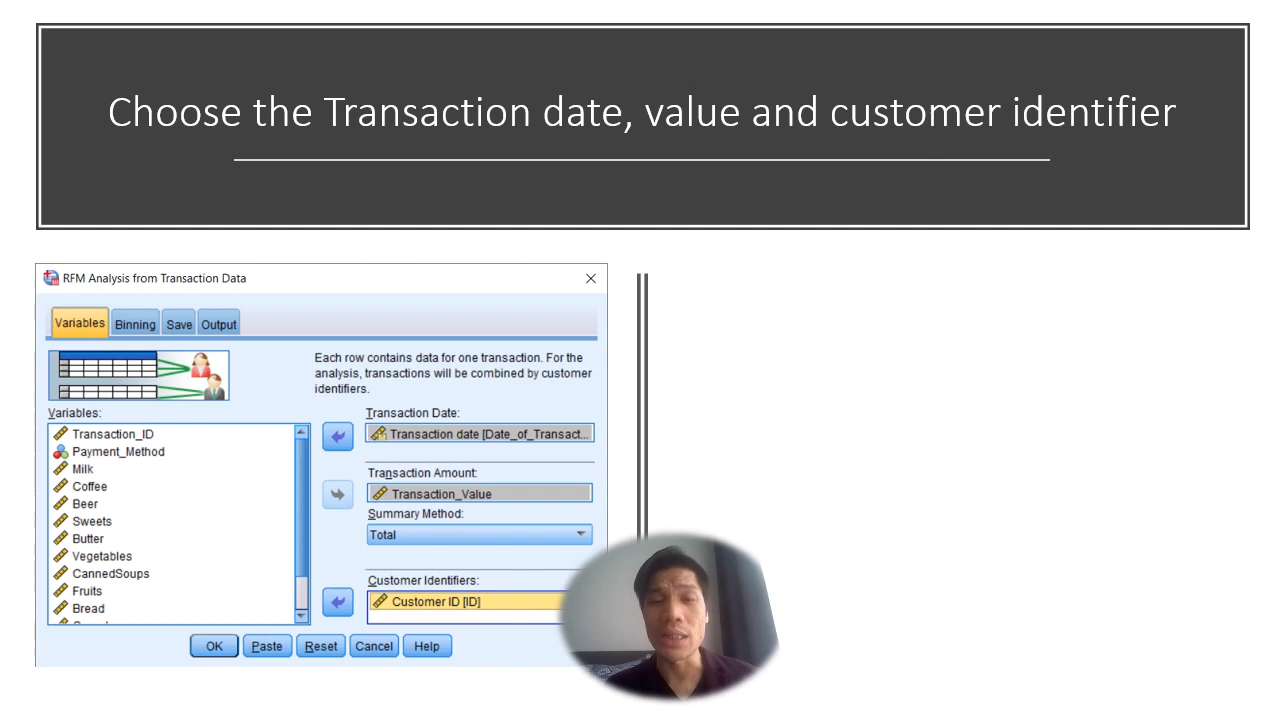 Choose the Transaction date, value and customer identifier
RFM Analysis from Transaction Data
Variables Binning Save Output
Each row contains data for one transaction. For the
analysis, transactions will be combined by customer
identifiers.
Variables:
Transaction_ID
Payment_Method
Milk
Coffee
Beer
Sweets
Butter
Vegetables
CannedSoups
Fruits
Bread
Transaction Date:
Transaction date [Date_of_Transact...
Transaction Amount:
Transaction_Value
Summary Method:
Total
Customer Identifiers:
Customer ID [ID]
OK Paste Reset Cancel Help